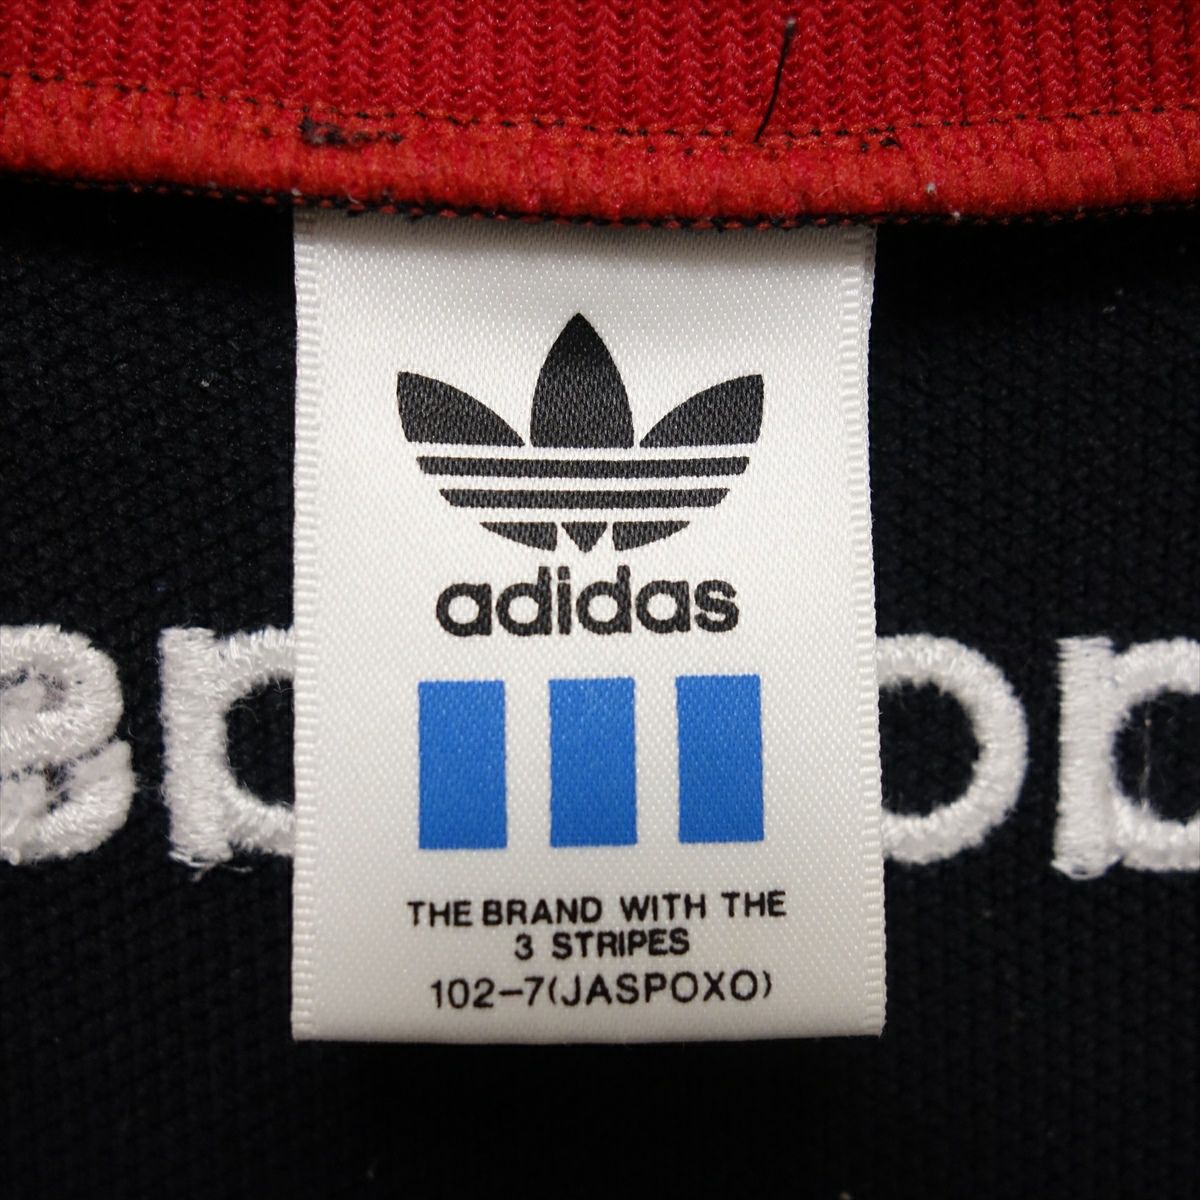 adidas
THE BRAND WITH THE
3 STRIPES
102-7(JASPOXO)